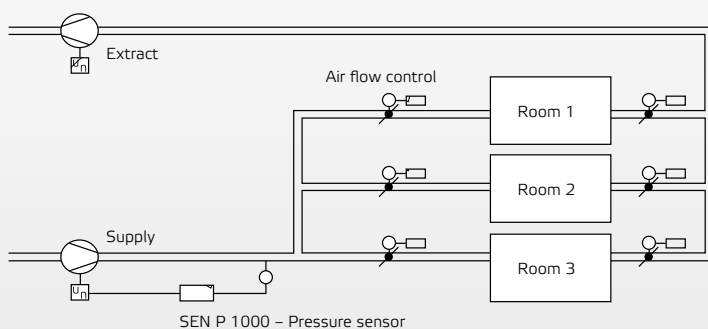 Extract
Air flow control
Room 1
Room 2
Supply
Room 3
SEN P 1000 – Pressure sensor